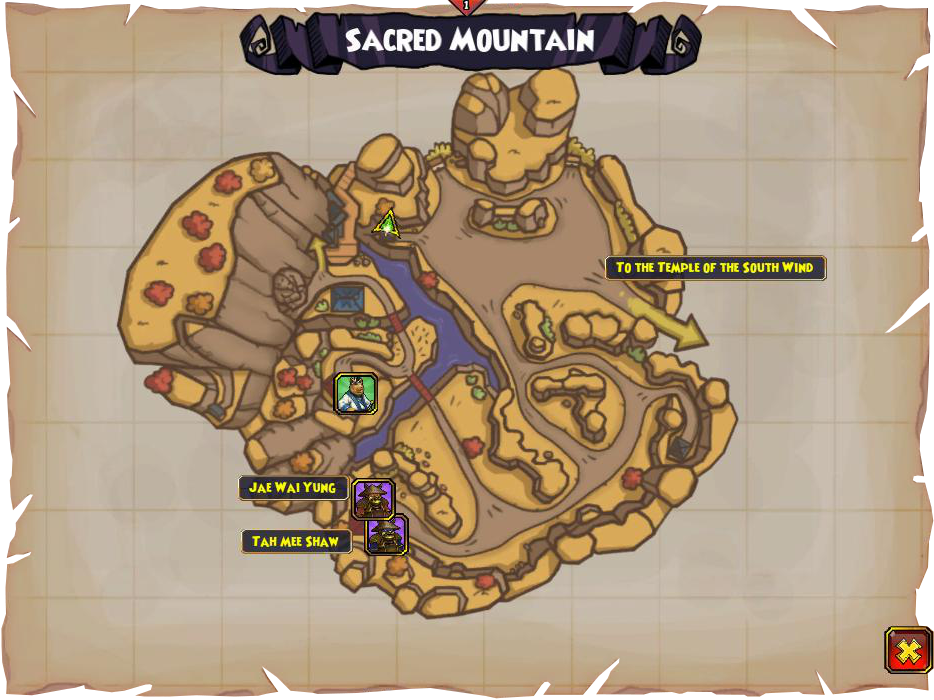 1
SACRED MOUNTAIN
TO THE TEMPLE OF THE SOUTH WIND
JAE WAI YUNG
TAH MEE SHAW